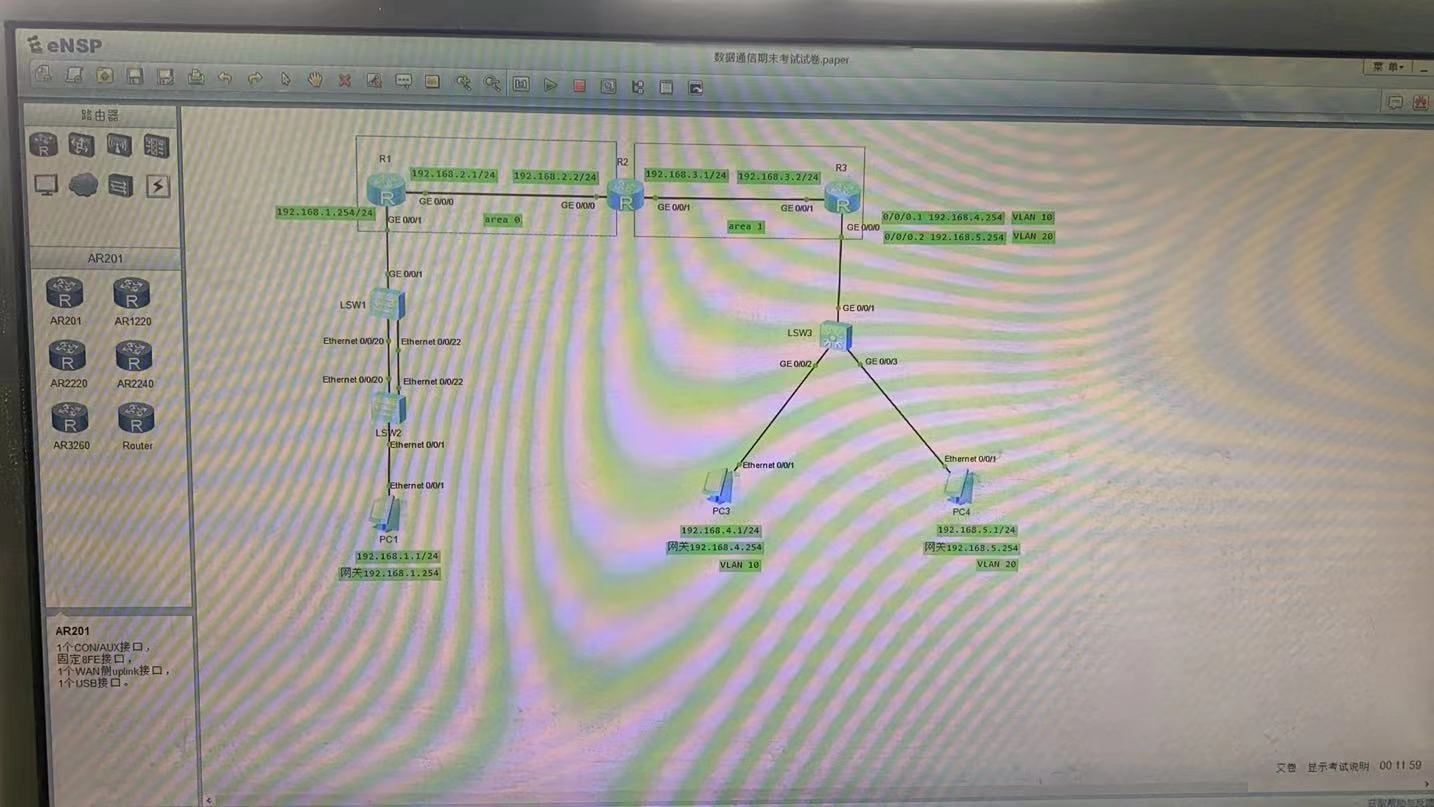 eNSP
数据通信期末考试试卷.paper
菜 单
路由器
AR201
AR201
AR1220
AR2220
AR2240
AR3260
Router
AR201
1个CON/AUX接口，
固定8FE接口，
1个WAN侧uplink接口，
1个USB接口。
R1
192.168.2.1/24
192.168.2.2/24
R2
192.168.3.1/24
192.168.3.2/24
R3
192.168.1.254/24
GE 0/0/0
GE 0/0/0
GE 0/0/1
GE 0/0/1
GE 0/0/1
area 0
area 1
GE 0/0/0
0/0/0.1 192.168.4.254
VLAN 10
0/0/0.2 192.168.5.254
VLAN 20
GE 0/0/1
LSW1
GE 0/0/1
LSW3
Ethernet 0/0/20
Ethernet 0/0/22
GE 0/0/2
GE 0/0/3
Ethernet 0/0/20
Ethernet 0/0/22
LSW2
Ethernet 0/0/1
Ethernet 0/0/1
Ethernet 0/0/1
Ethernet 0/0/1
PC1
192.168.1.1/24
网关192.168.1.254
PC3
192.168.4.1/24
网关192.168.4.254
VLAN 10
PC4
192.168.5.1/24
网关192.168.5.254
VLAN 20
交卷
显示考试说明
00:11:59
获取帮助与反馈